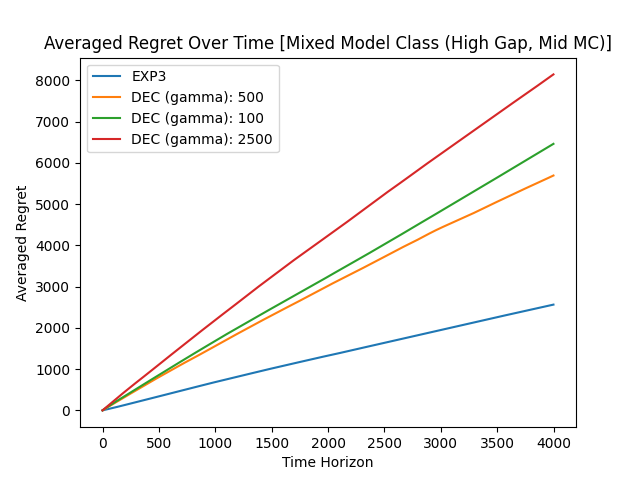 Averaged Regret Over Time [Mixed Model Class (High Gap, Mid MC)]
EXP3
DEC (gamma): 500
DEC (gamma): 100
DEC (gamma): 2500
Averaged Regret
8000
7000
6000
5000
4000
3000
2000
1000
0
0 500 1000 1500 2000 2500 3000 3500 4000
Time Horizon